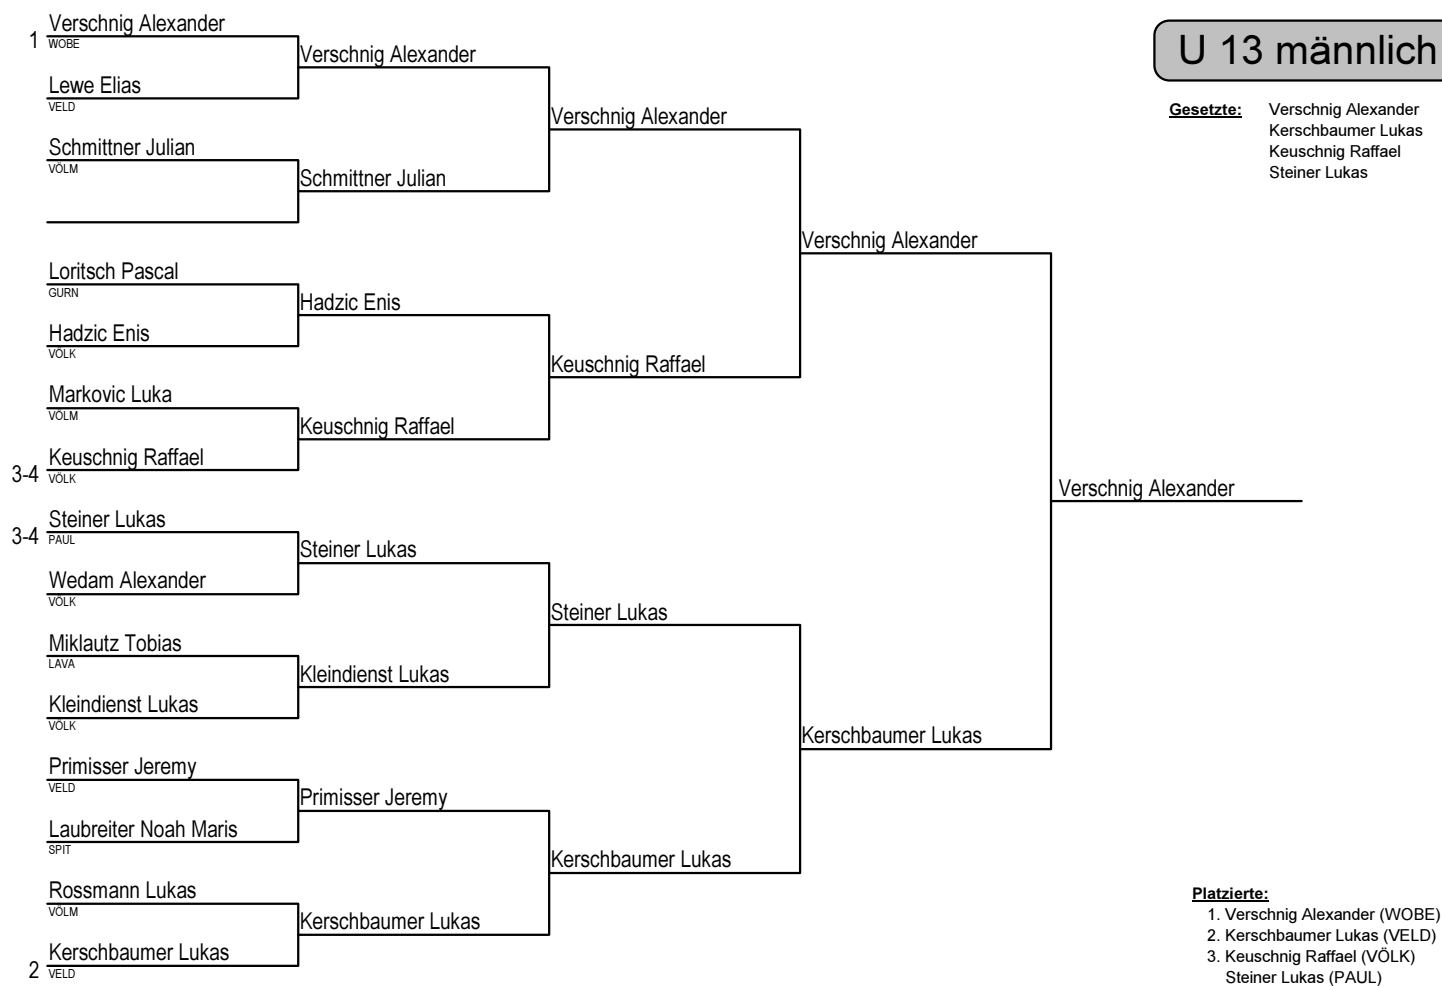 U 13 männlich
Gesetzte: Verschnig Alexander
Kerschbaumer Lukas
Keuschnig Raffael
Steiner Lukas
Verschnig Alexander
1 WOBE
Lewe Elias
VELD
Schmittner Julian
VÖLM
Loritsch Pascal
GURN
Hadzic Enis
VÖLK
Markovic Luka
VÖLM
Keuschnig Raffael
3-4 VÖLK
Steiner Lukas
3-4 PAUL
Wedam Alexander
VÖLK
Miklautz Tobias
LAVA
Kleindienst Lukas
VÖLK
Primisser Jeremy
VELD
Laubreiter Noah Maris
SPIT
Rossmann Lukas
VÖLM
Kerschbaumer Lukas
2 VELD
Verschnig Alexander
Schmittner Julian
Hadzic Enis
Keuschnig Raffael
Steiner Lukas
Kleindienst Lukas
Primisser Jeremy
Kerschbaumer Lukas
Verschnig Alexander
Keuschnig Raffael
Steiner Lukas
Kerschbaumer Lukas
Verschnig Alexander
Kerschbaumer Lukas
Verschnig Alexander
Platzierte:
1. Verschnig Alexander (WOBE)
2. Kerschbaumer Lukas (VELD)
3. Keuschnig Raffael (VÖLK)
Steiner Lukas (PAUL)